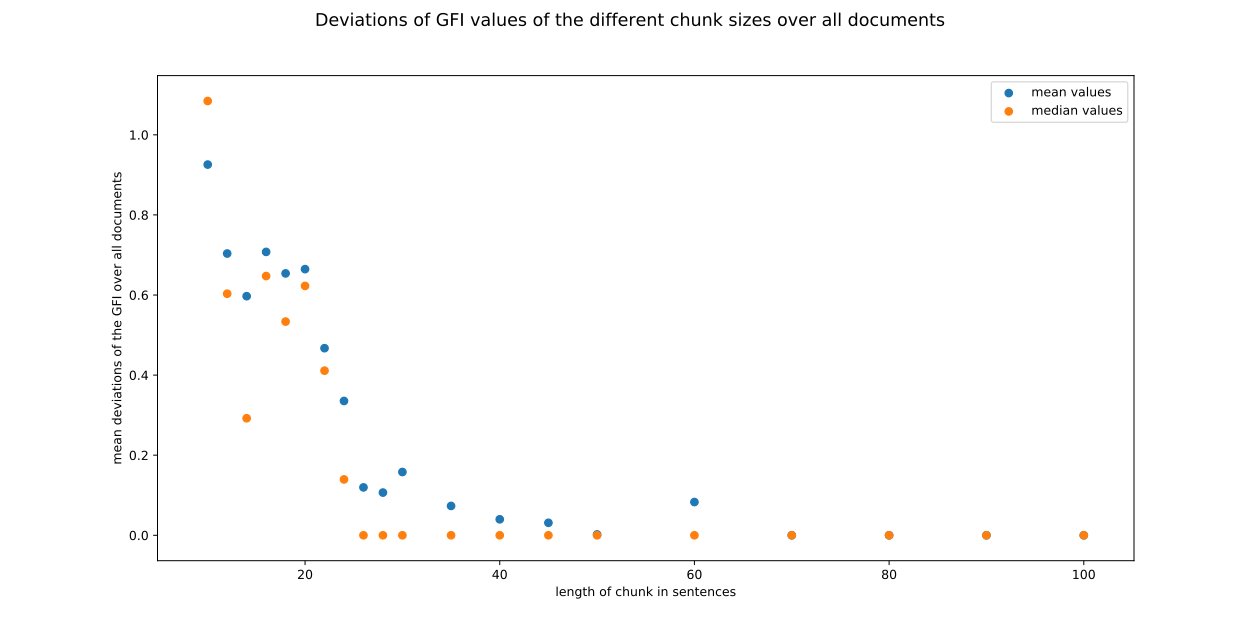 Deviations of GFI values of the different chunk sizes over all documents
mean values
median values
mean deviations of the GFI over all documents
1.0
0.8
0.6
0.4
0.2
0.0
20
40
60
80
100
length of chunk in sentences